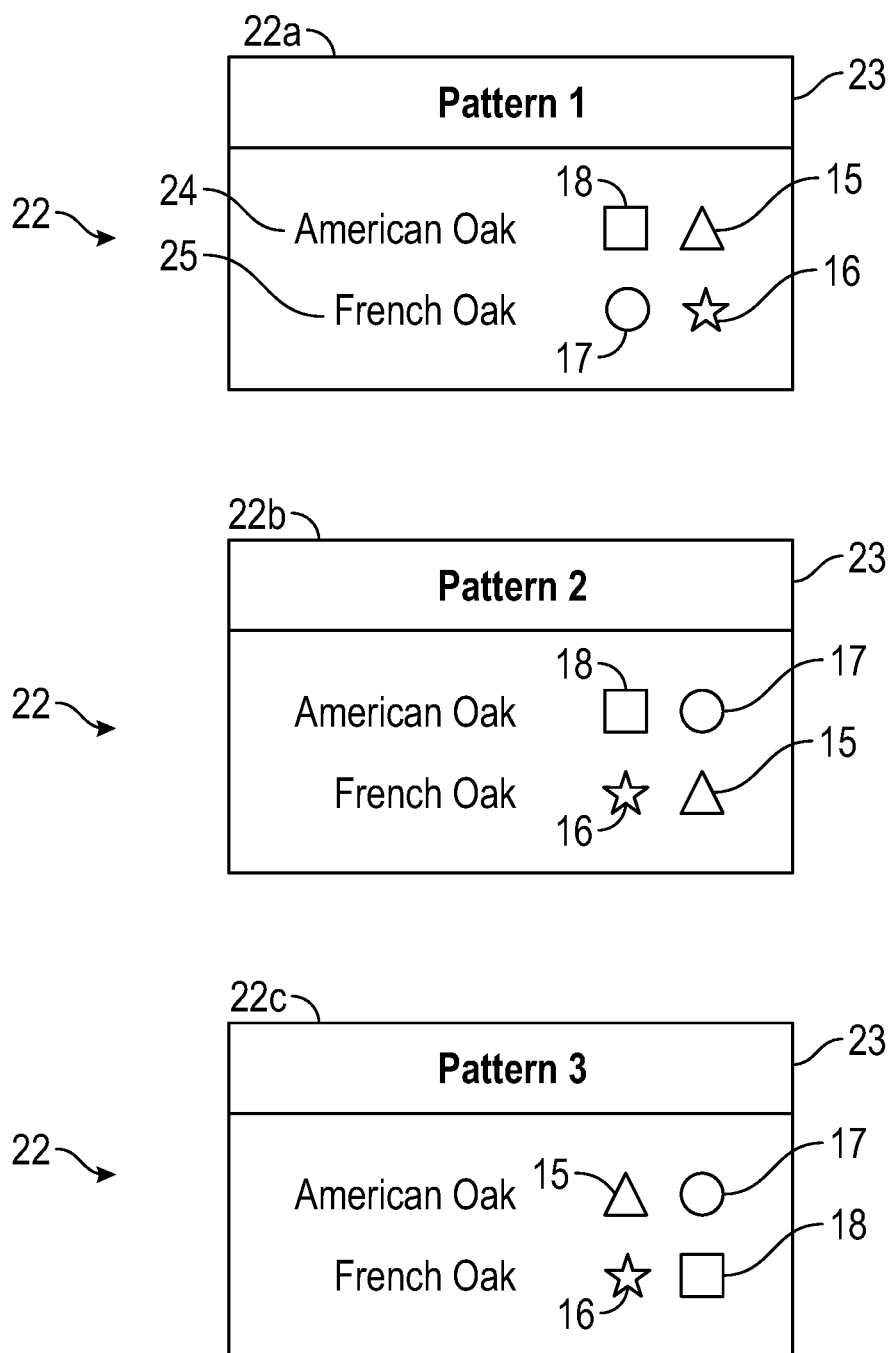 22a
Pattern 1
23
22
24
American Oak
18
15
25
French Oak
17
16
22b
Pattern 2
23
22
American Oak
18
17
French Oak
16
15
22c
Pattern 3
23
22
American Oak
15
17
French Oak
16
18